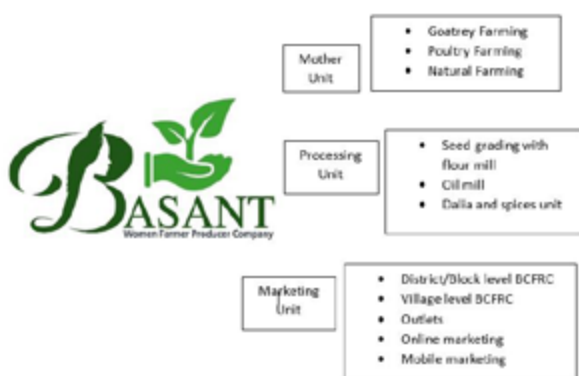 BASANT
Women Farmer Producer Company
Mother
Unit
• Goatrey Farming
• Poultry Farming
• Natural Farming
Processing
Unit
• Seed grading with
flour mill
• Oil mill
• Dalia and spices unit
Marketing
Unit
• District/Block level BCFRC
• Village level BCFRC
• Outlets
• Online marketing
• Mobile marketing